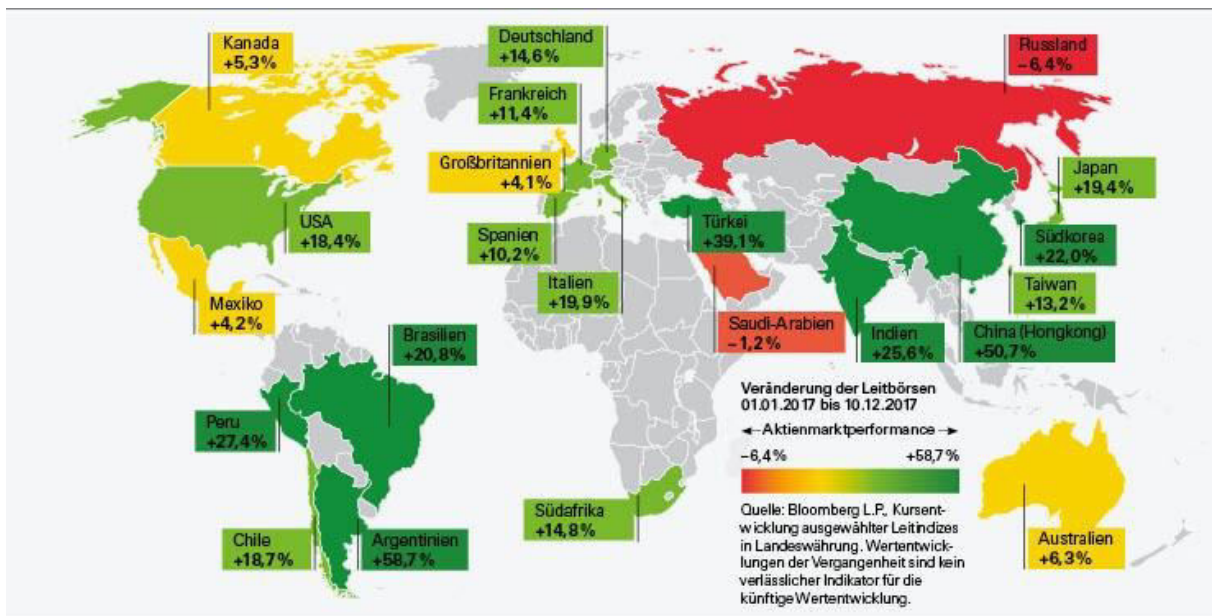 Kanada
+5,3%
Deutschland
+14,6%
Russland
–6,4%
Frankreich
+11,4%
Großbritannien
+4,1%
Japan
+19,4%
USA
+18,4%
Spanien
+10,2%
Türkei
+39,1%
Südkorea
+22,0%
Italien
+19,9%
Taiwan
+13,2%
Mexiko
+4,2%
Saudi-Arabien
–1,2%
Indien
+25,6%
China (Hongkong)
+50,7%
Brasilien
+20,8%
Peru
+27,4%
Veränderung der Leitbörsen
01.01.2017 bis 10.12.2017
Aktienmarktperformance
–6,4% +58,7%
Quelle: Bloomberg L.P., Kursent-
wicklung ausgewählter Leitindizes
in Landeswährung. Wertentwick-
lungen der Vergangenheit sind kein
verlässlicher Indikator für die
künftige Wertentwicklung.
Südafrika
+14,8%
Chile
+18,7%
Argentinien
+58,7%
Australien
+6,3%